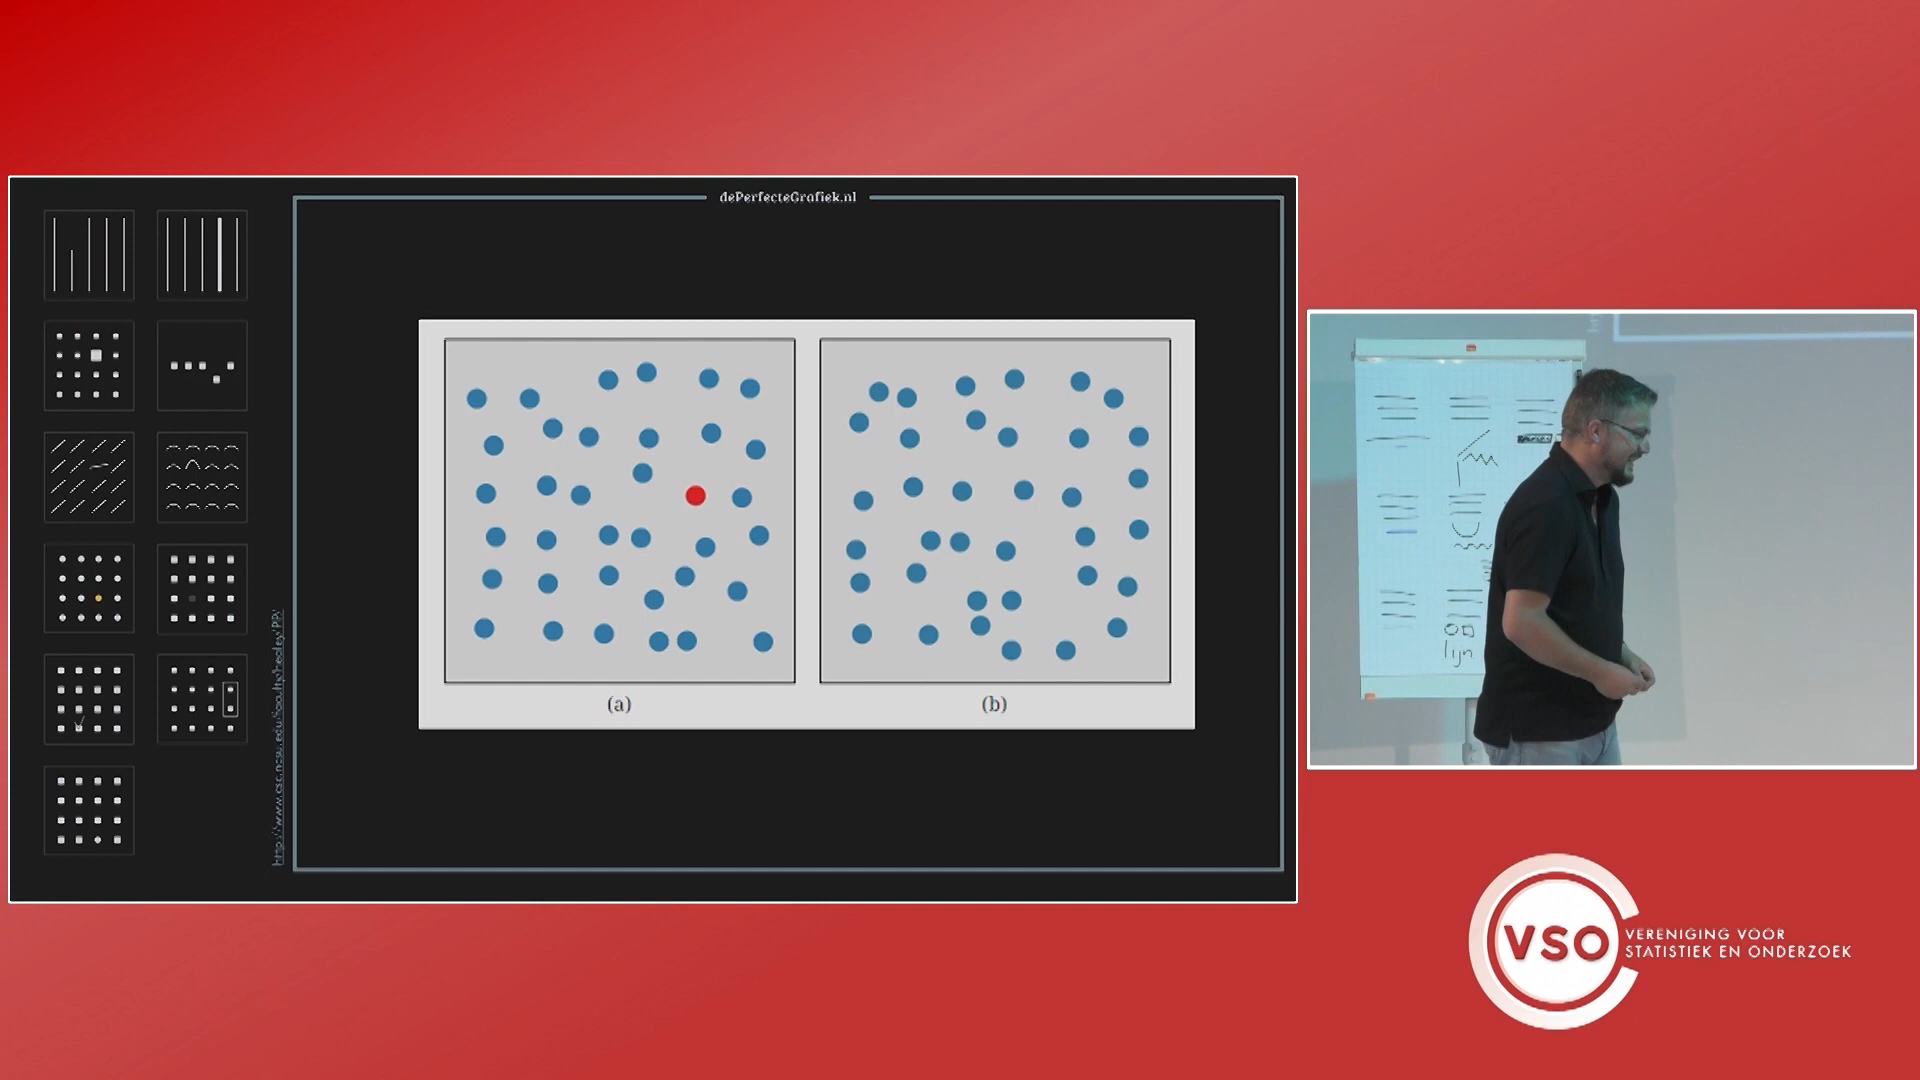 dePerfecteGrafiek.nl
(a)
(b)
lijn
VSO
VERENIGING VOOR
STATISTIEK EN ONDERZOEK